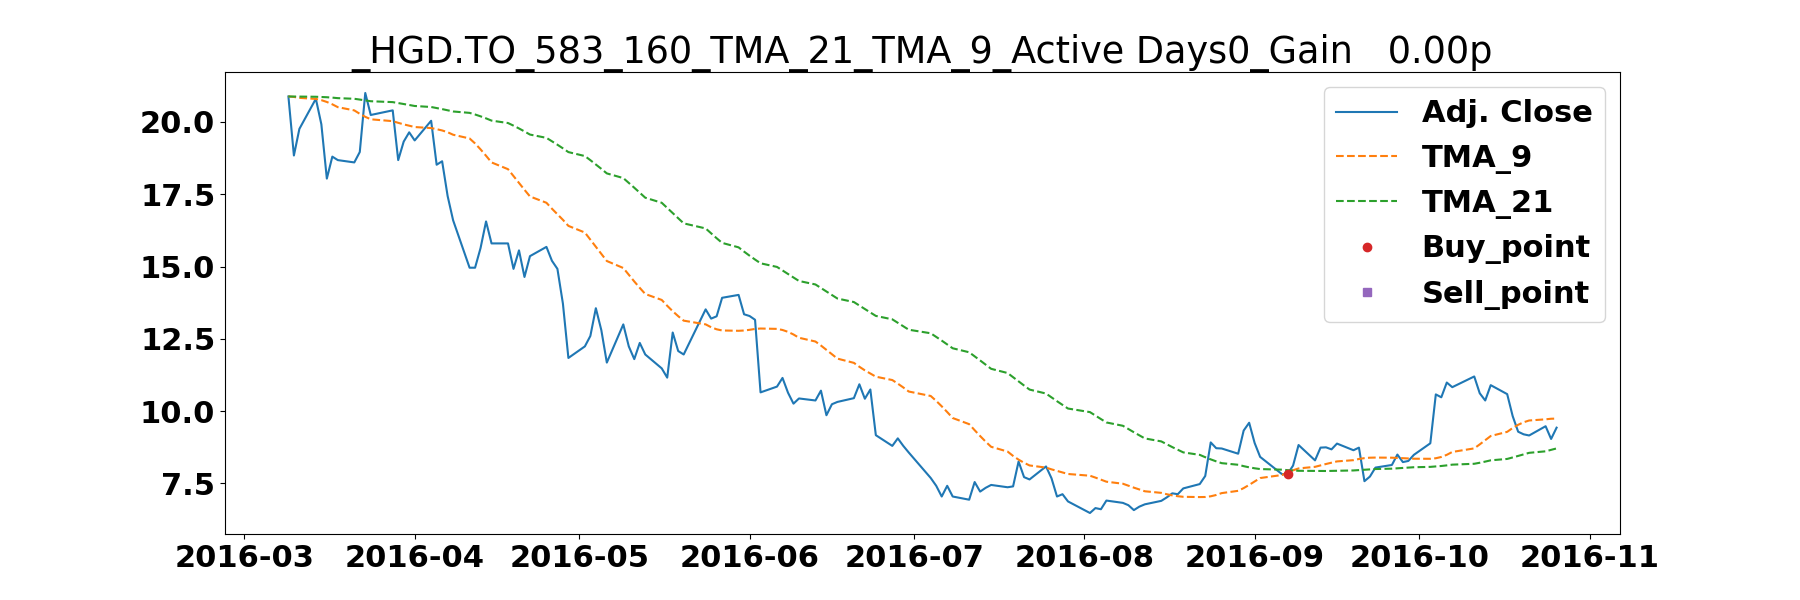 _HGD.TO_583_160_TMA_21_TMA_9_Active Days0_Gain   0.00p
20.0
17.5
15.0
12.5
10.0
7.5
Adj. Close
TMA_9
TMA_21
Buy_point
Sell_point
2016-03 2016-04 2016-05 2016-06 2016-07 2016-08 2016-09 2016-10 2016-11